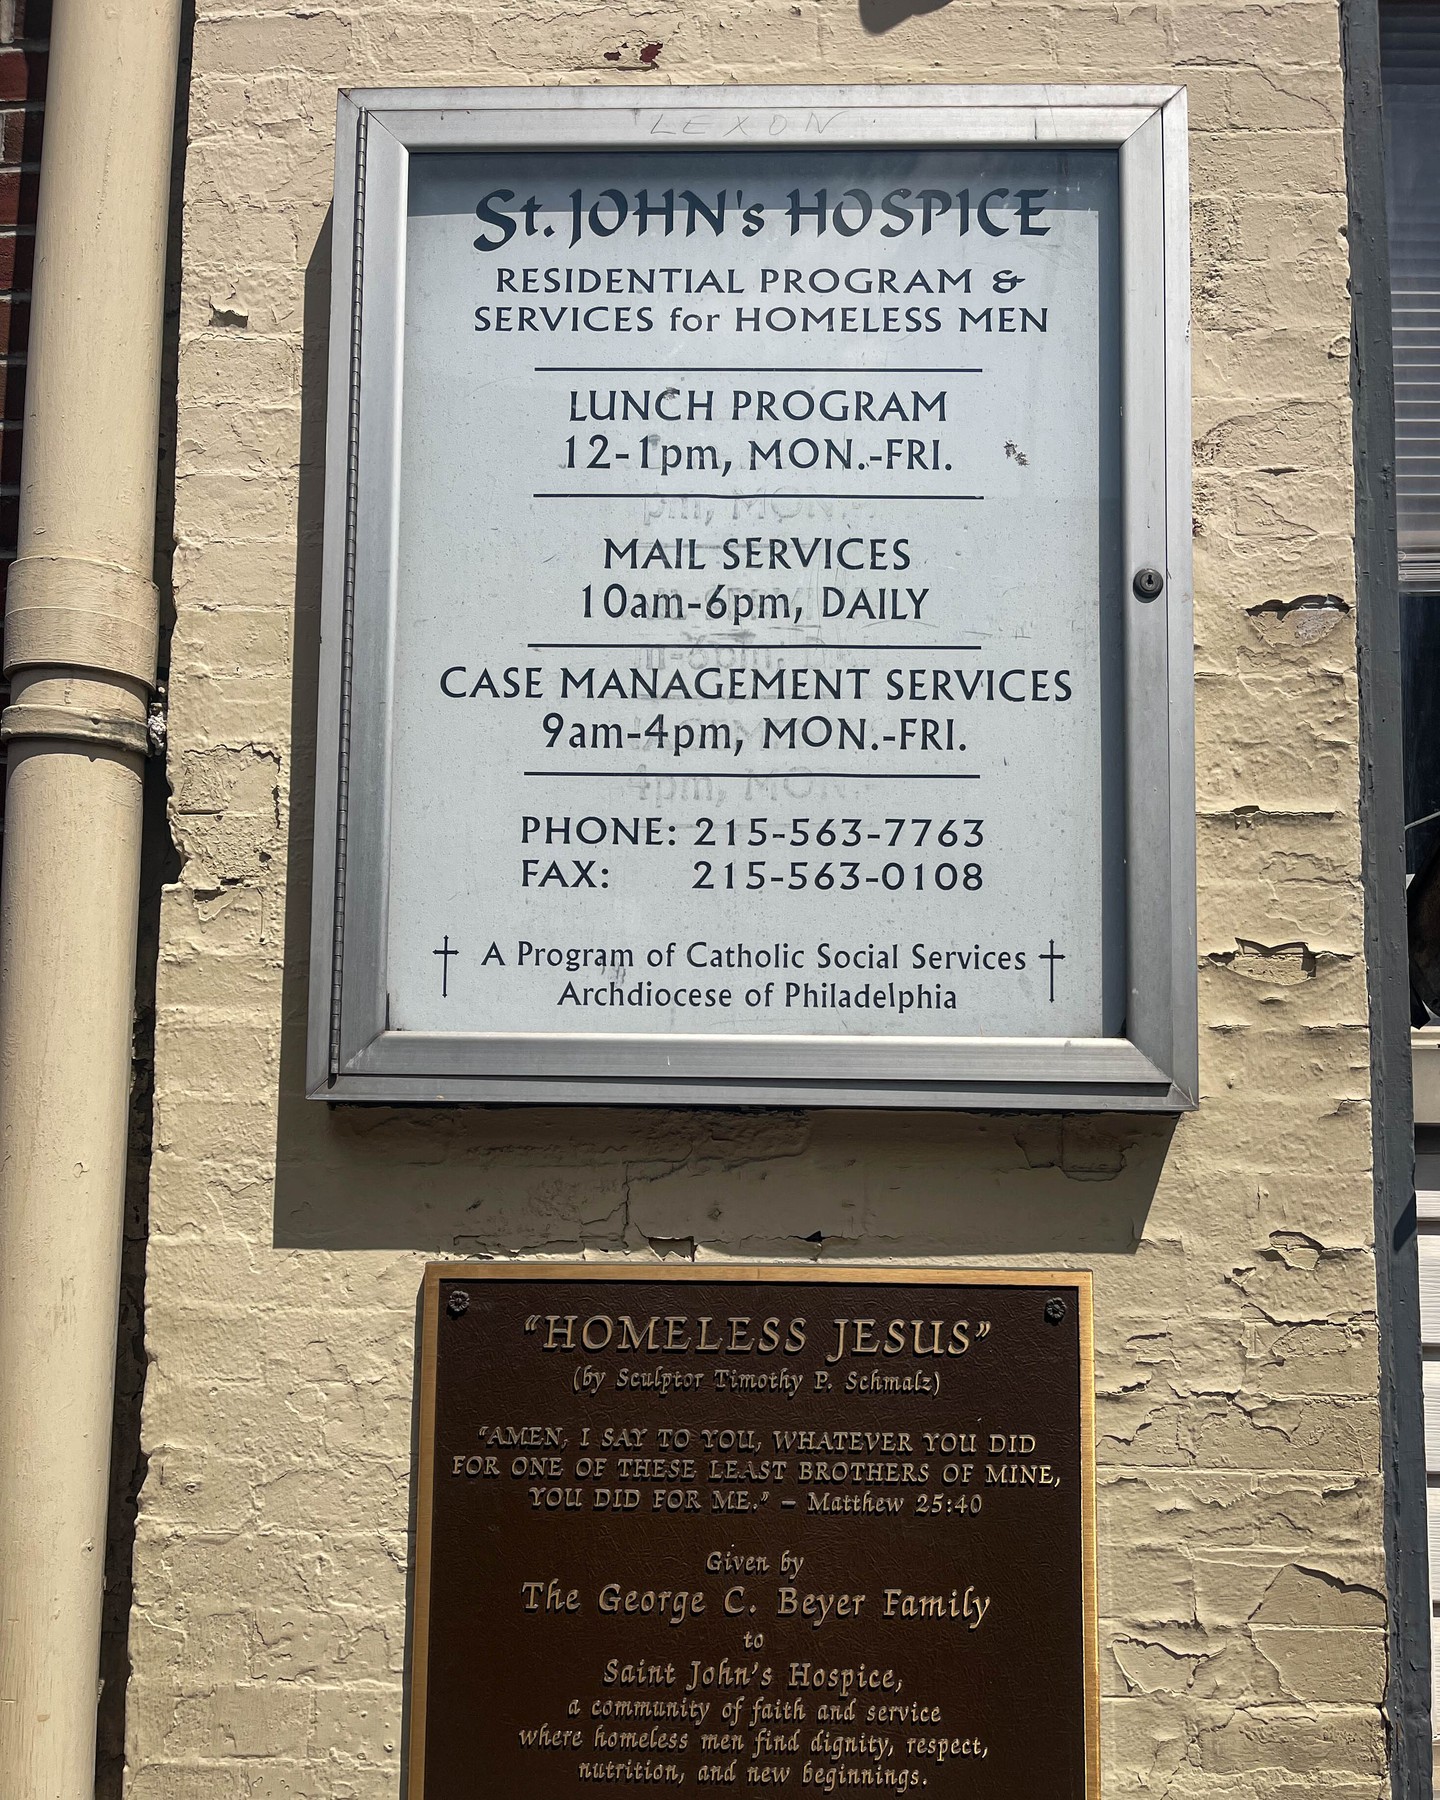 LEXON
St. JOHN's HOSPICE
RESIDENTIAL PROGRAM &
SERVICES for HOMELESS MEN
LUNCH PROGRAM
12-1pm, MON.-FRI.
MAIL SERVICES
10am-6pm, DAILY
CASE MANAGEMENT SERVICES
9am-4pm, MON.-FRI.
PHONE: 215-563-7763
FAX: 215-563-0108
A Program of Catholic Social Services
Archdiocese of Philadelphia
"HOMELESS JESUS"
(by Sculptor Timothy P. Schmalz)
"AMEN, I SAY TO YOU, WHATEVER YOU DID
FOR ONE OF THESE LEAST BROTHERS OF MINE,
YOU DID FOR ME." – Matthew 25:40
Given by
The George C. Beyer Family
to
Saint John's Hospice,
a community of faith and service
where homeless men find dignity, respect,
nutrition, and new beginnings.